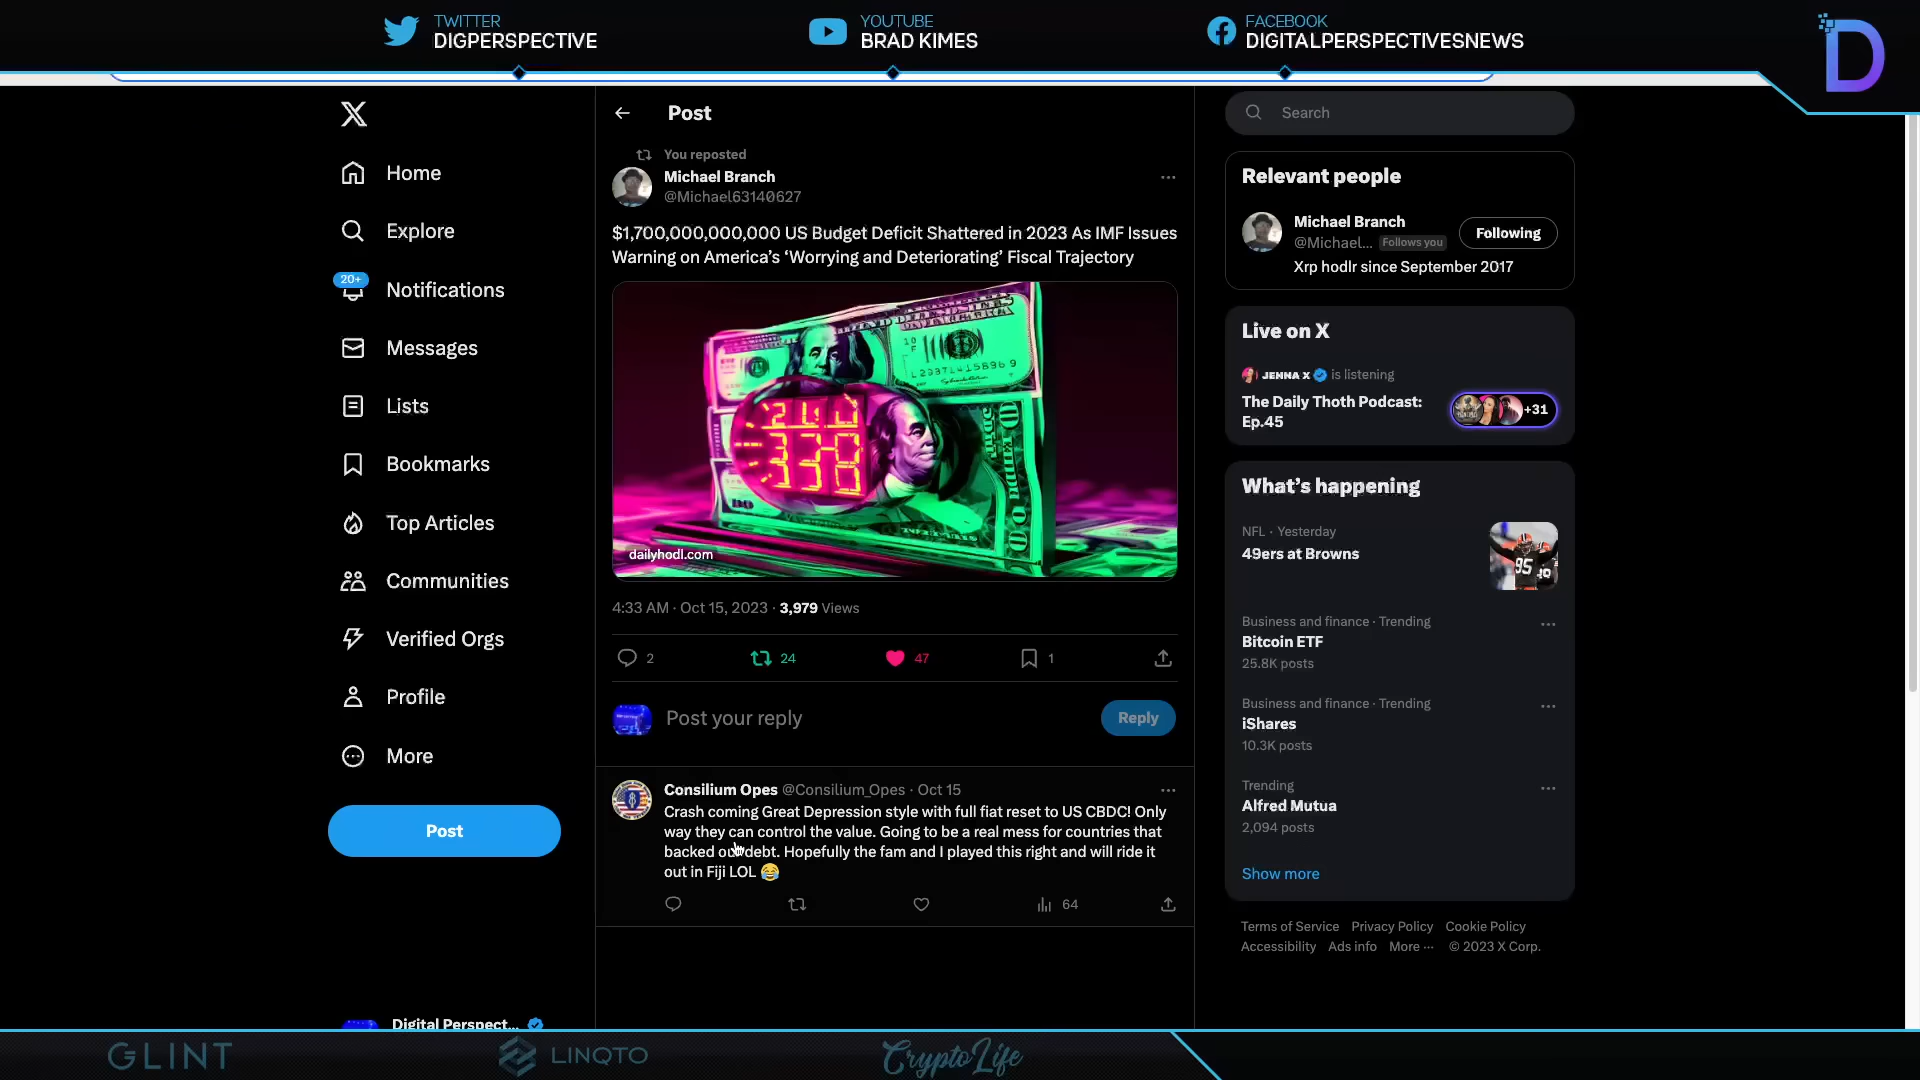 TWITTER
DIGPERSPECTIVE
YOUTUBE
BRAD KIMES
FACEBOOK
DIGITALPERSPECTIVESNEWS
D
Home
Explore
20+
Notifications
Messages
Lists
Bookmarks
Top Articles
Communities
Verified Orgs
Profile
More
Post
Digital Perspect...
Post
You reposted
Michael Branch
@Michael63140627
$1,700,000,000,000 US Budget Deficit Shattered in 2023 As IMF Issues
Warning on America's ‘Worrying and Deteriorating’ Fiscal Trajectory
dailyhodl.com
4:33 AM · Oct 15, 2023 · 3,979 Views
2 24 47 1
Post your reply
Reply
Consilium Opes @Consilium_Opes · Oct 15
Crash coming Great Depression style with full fiat reset to US CBDC! Only
way they can control the value. Going to be a real mess for countries that
backed our debt. Hopefully the fam and I played this right and will ride it
out in Fiji LOL 😂
64
Search
Relevant people
Michael Branch
@Michael... Follows you
Following
Xrp hodlr since September 2017
Live on X
JENNA X is listening
The Daily Thoth Podcast:
Ep.45
+31
What's happening
NFL · Yesterday
49ers at Browns
95
Business and finance · Trending
Bitcoin ETF
25.8K posts
Business and finance · Trending
iShares
10.3K posts
Trending
Alfred Mutua
2,094 posts
Show more
Terms of Service Privacy Policy Cookie Policy
Accessibility Ads info More ··· © 2023 X Corp.
GLINT
LINQTO
CryptoLife